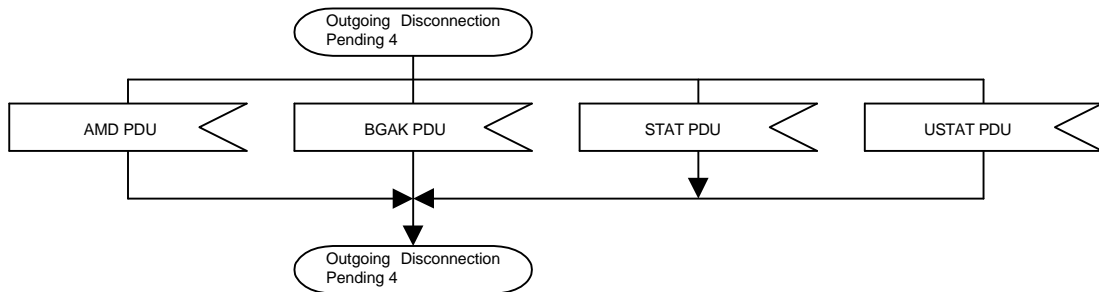 Outgoing Disconnection
Pending 4
AMD PDU
BGAK PDU
STAT PDU
USTAT PDU
Outgoing Disconnection
Pending 4